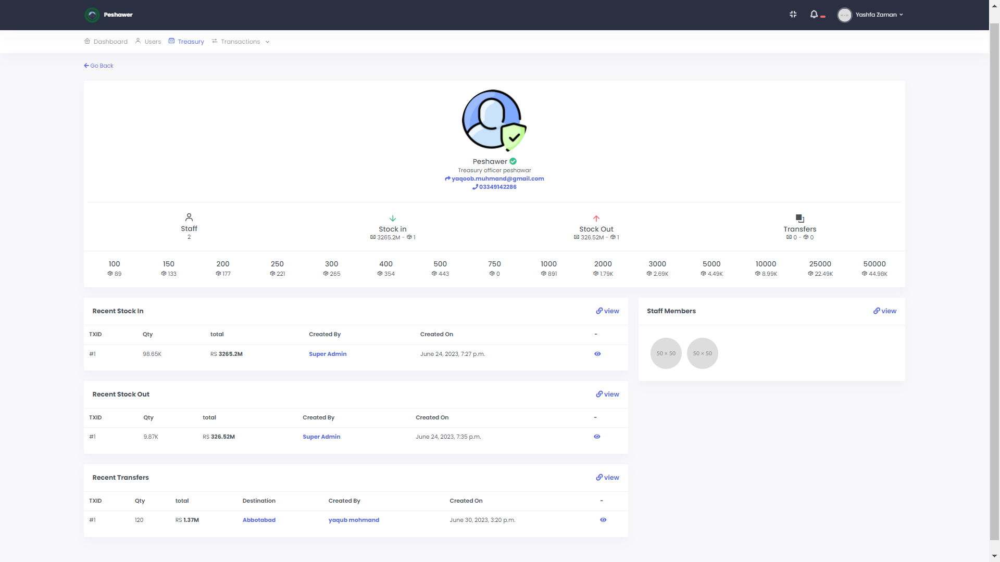 Peshawer
Yashfa Zaman
Dashboard Users Treasury Transactions
Go Back
Peshawer
Treasury officer peshawar
yaqoob.muhmand@gmail.com
03349142286
Staff Stock in Stock Out Transfers
2 3265.2M - 1 326.52M - 1 0 - 0
100 150 200 250 300 400 500 750 1000 2000 3000 5000 10000 25000 50000
89 133 177 221 265 354 443 0 891 1.79K 2.69K 4.49K 8.99K 22.49K 44.98K
Recent Stock In view
TXID Qty total Created By Created On -
#1 98.65K RS 3265.2M Super Admin June 24, 2023, 7:27 p.m.
Staff Members view
50 × 50 50 × 50
Recent Stock Out view
TXID Qty total Created By Created On -
#1 9.87K RS 326.52M Super Admin June 24, 2023, 7:35 p.m.
Recent Transfers view
TXID Qty total Destination Created By Created On -
#1 120 RS 1.37M Abbotabad yaqub mohmand June 30, 2023, 3:20 p.m.